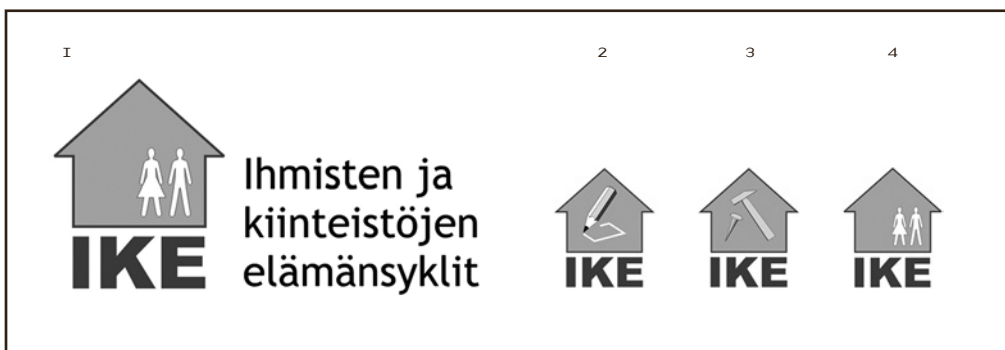 I
2
3
4
IKE
Ihmisten ja
kiinteistöjen
elämänsyklit
IKE
IKE
IKE